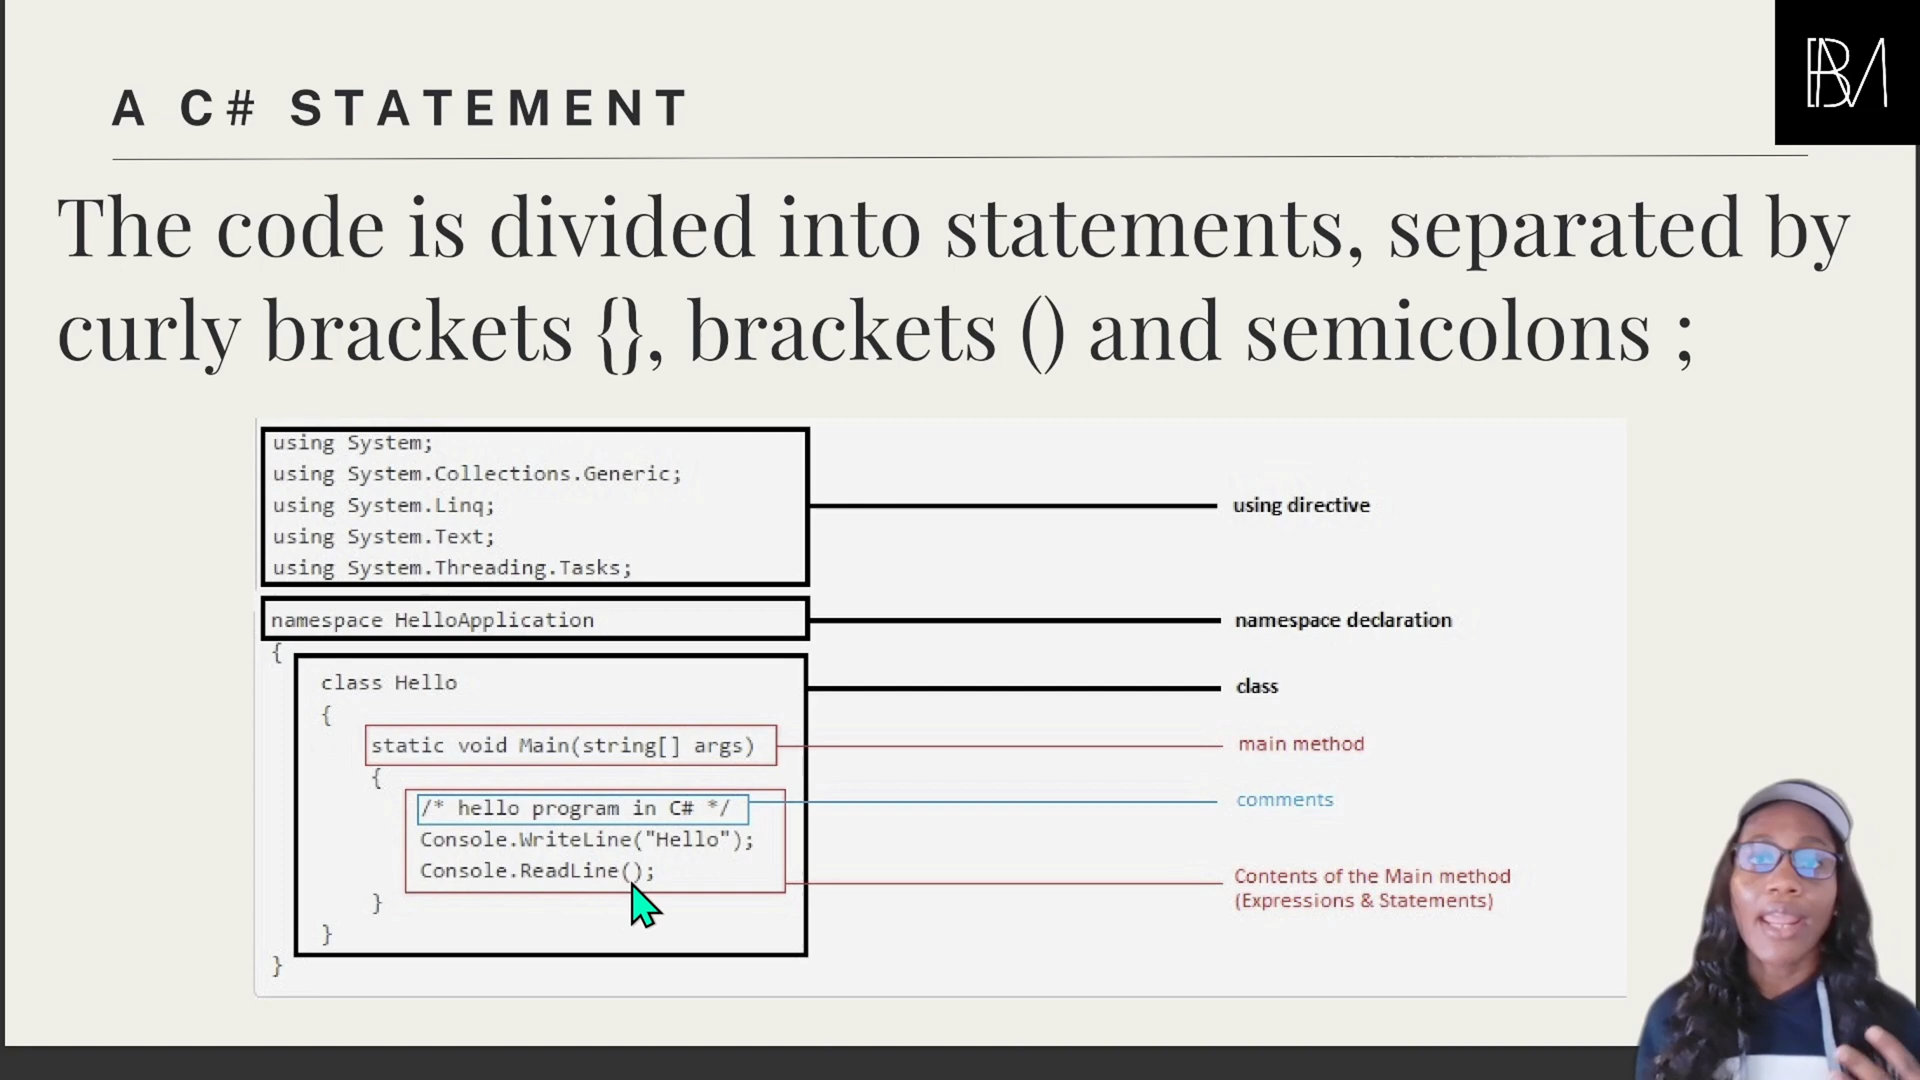 A C# STATEMENT
The code is divided into statements, separated by
curly brackets {}, brackets () and semicolons ;
using System;
using System.Collections.Generic;
using System.Linq;
using System.Text;
using System.Threading.Tasks;
using directive
namespace HelloApplication
namespace declaration
{
class Hello
class
{
static void Main(string[] args)
main method
{
/* hello program in C# */
comments
Console.WriteLine("Hello");
Console.ReadLine();
Contents of the Main method
(Expressions & Statements)
}
}
}